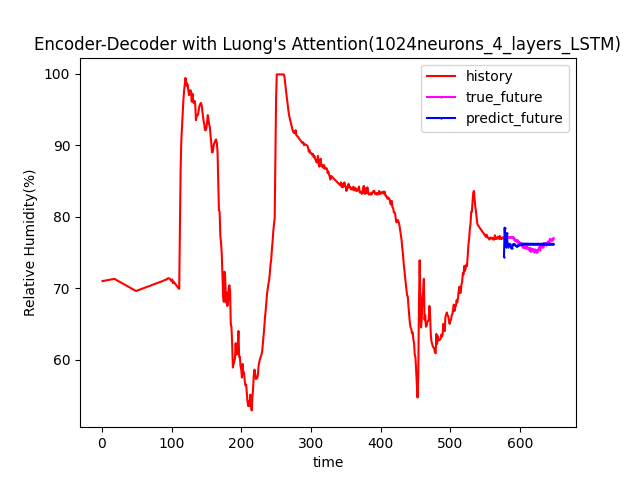 Encoder-Decoder with Luong's Attention(1024neurons_4_layers_LSTM)
history
true_future
predict_future
100
90
80
70
60
Relative Humidity(%)
0 100 200 300 400 500 600
time